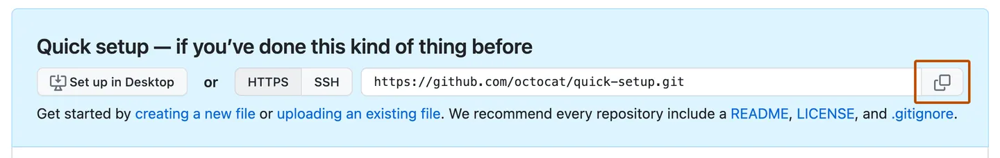 Quick setup — if you’ve done this kind of thing before
Set up in Desktop or HTTPS SSH https://github.com/octocat/quick-setup.git
Get started by creating a new file or uploading an existing file. We recommend every repository include a README, LICENSE, and .gitignore.